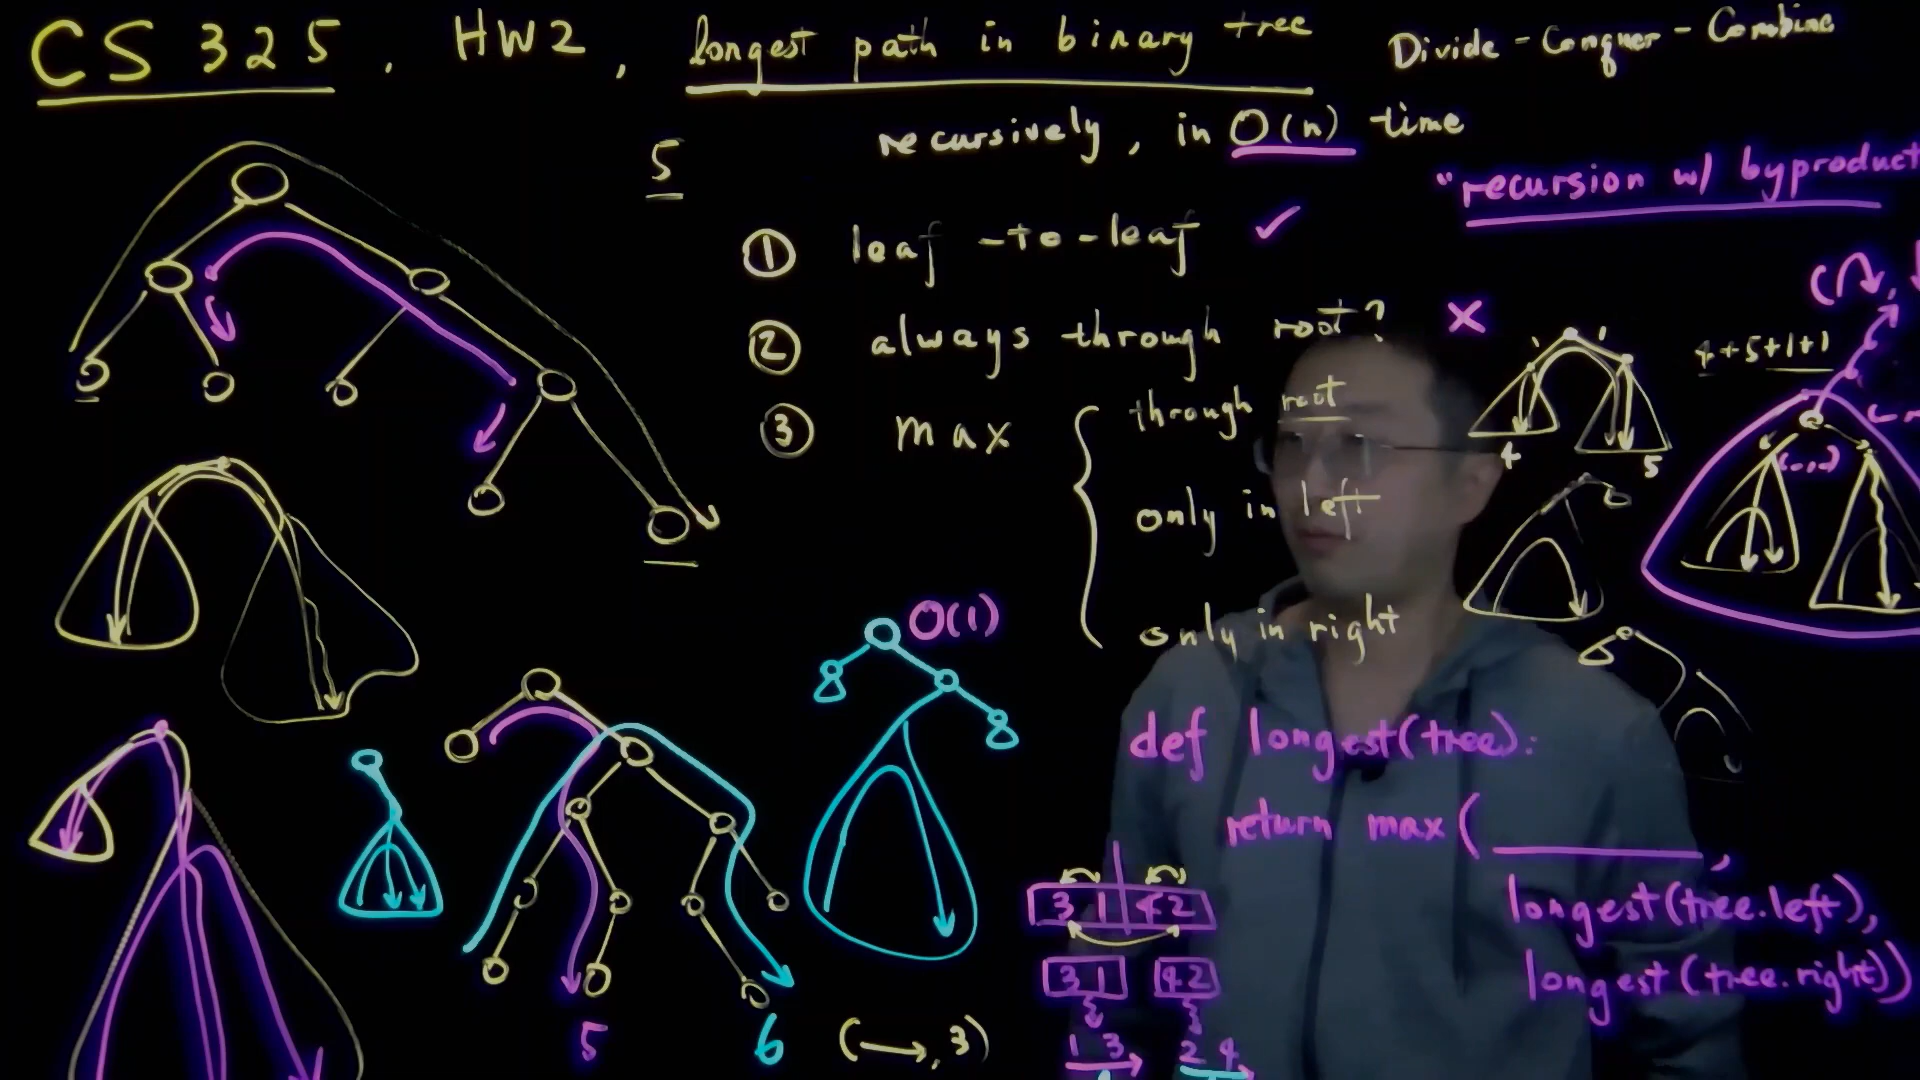 CS 325, HW2, longest path in binary tree
Divide-Conquer-Combine
recursively, in O(n) time
"recursion w/ byproduct
5
① leaf-to-leaf ✓
② always through root? ×
③ max { through root
only in left
only in right
4 + 5 + 1 + 1
4 5
O(1)
def longest(tree):
return max( ______,
longest(tree.left),
longest(tree.right))
3 1 4 2
3 1 4 2
1 3 2 4
5 6 (→, 3)